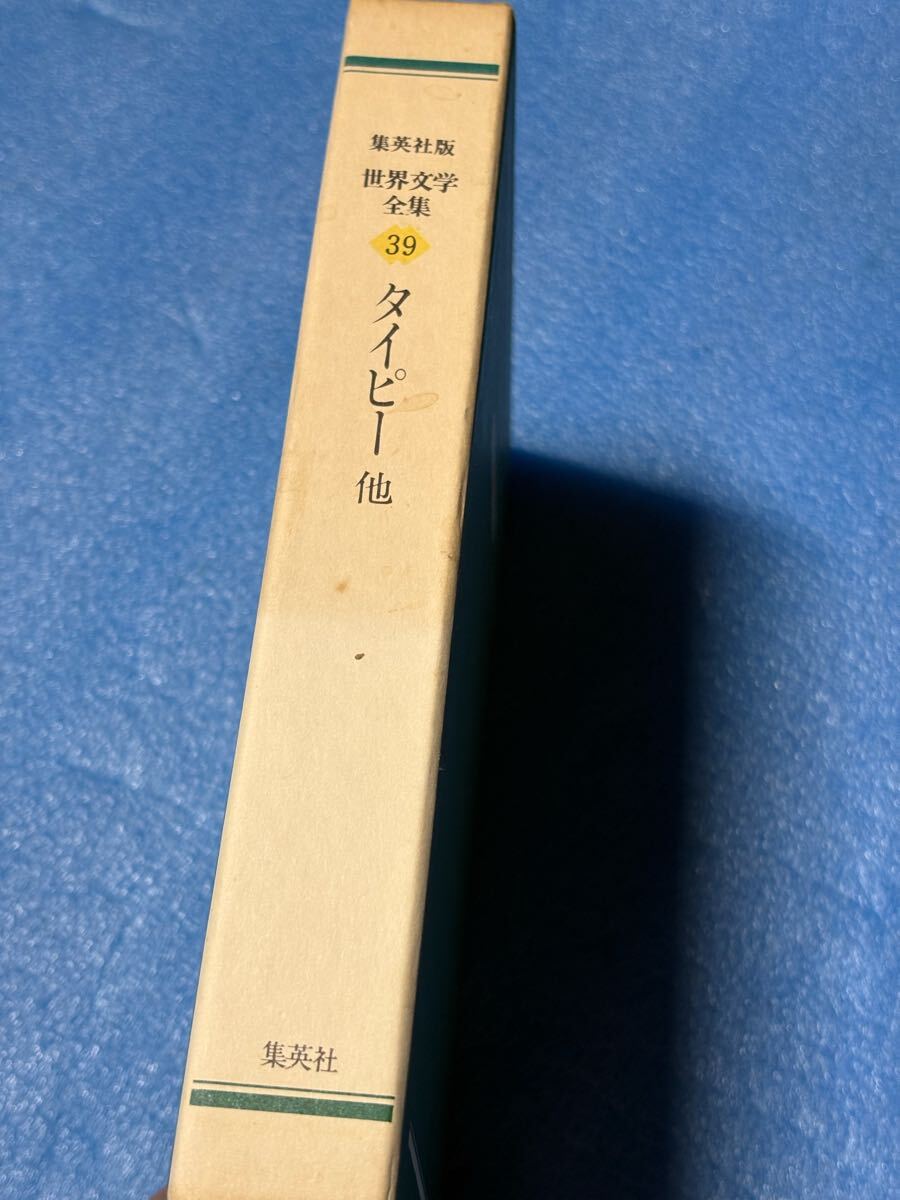 集英社版
世界文学
全集
39
タイピー 他
集英社